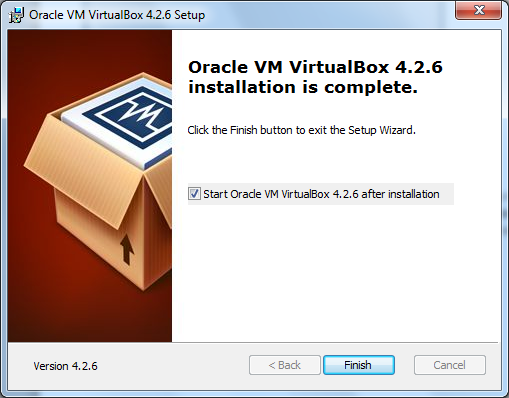 Oracle VM VirtualBox 4.2.6 Setup
Oracle VM VirtualBox 4.2.6
installation is complete.
Click the Finish button to exit the Setup Wizard.
Start Oracle VM VirtualBox 4.2.6 after installation
Version 4.2.6
< Back
Finish
Cancel